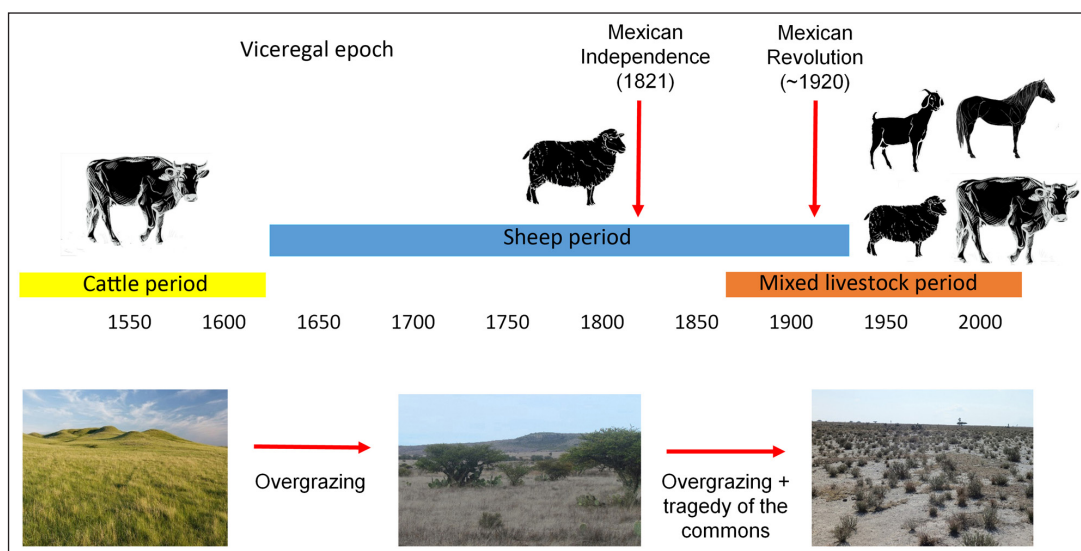 Viceregal epoch
Mexican
Independence
(1821)
Mexican
Revolution
(~1920)
Sheep period
Cattle period
Mixed livestock period
1550 1600 1650 1700 1750 1800 1850 1900 1950 2000
Overgrazing
Overgrazing +
tragedy of the
commons